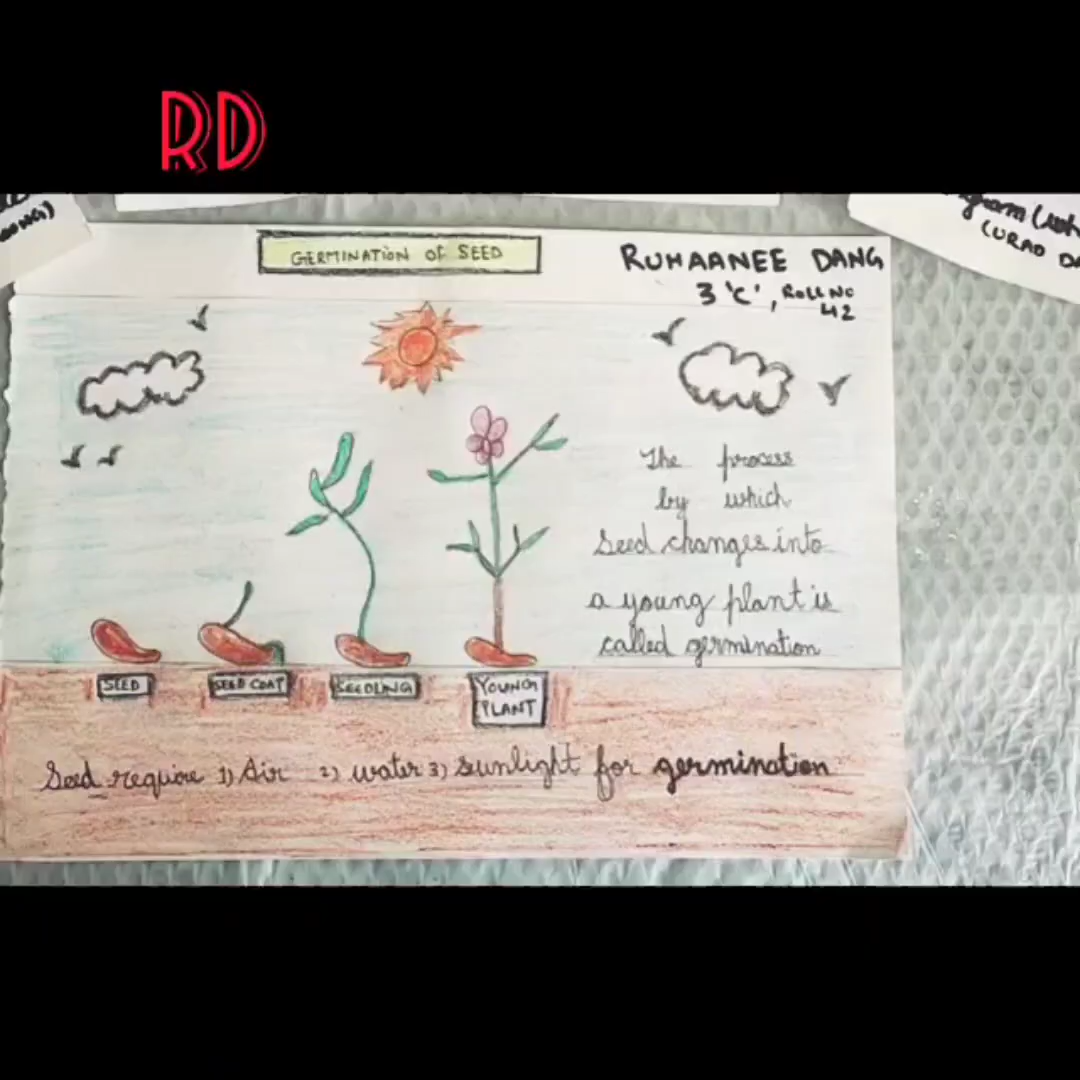 RD
GERMINATION of SEED
RUHAANEE DANG
3 'C', ROLL NO
42
(URAD
The process
by which
Seed changes into
a young plant is
called germination
SEED
SEED COAT
SEEDLING
YOUNG
PLANT
Seed require 1) Air 2) water 3) Sunlight for germination